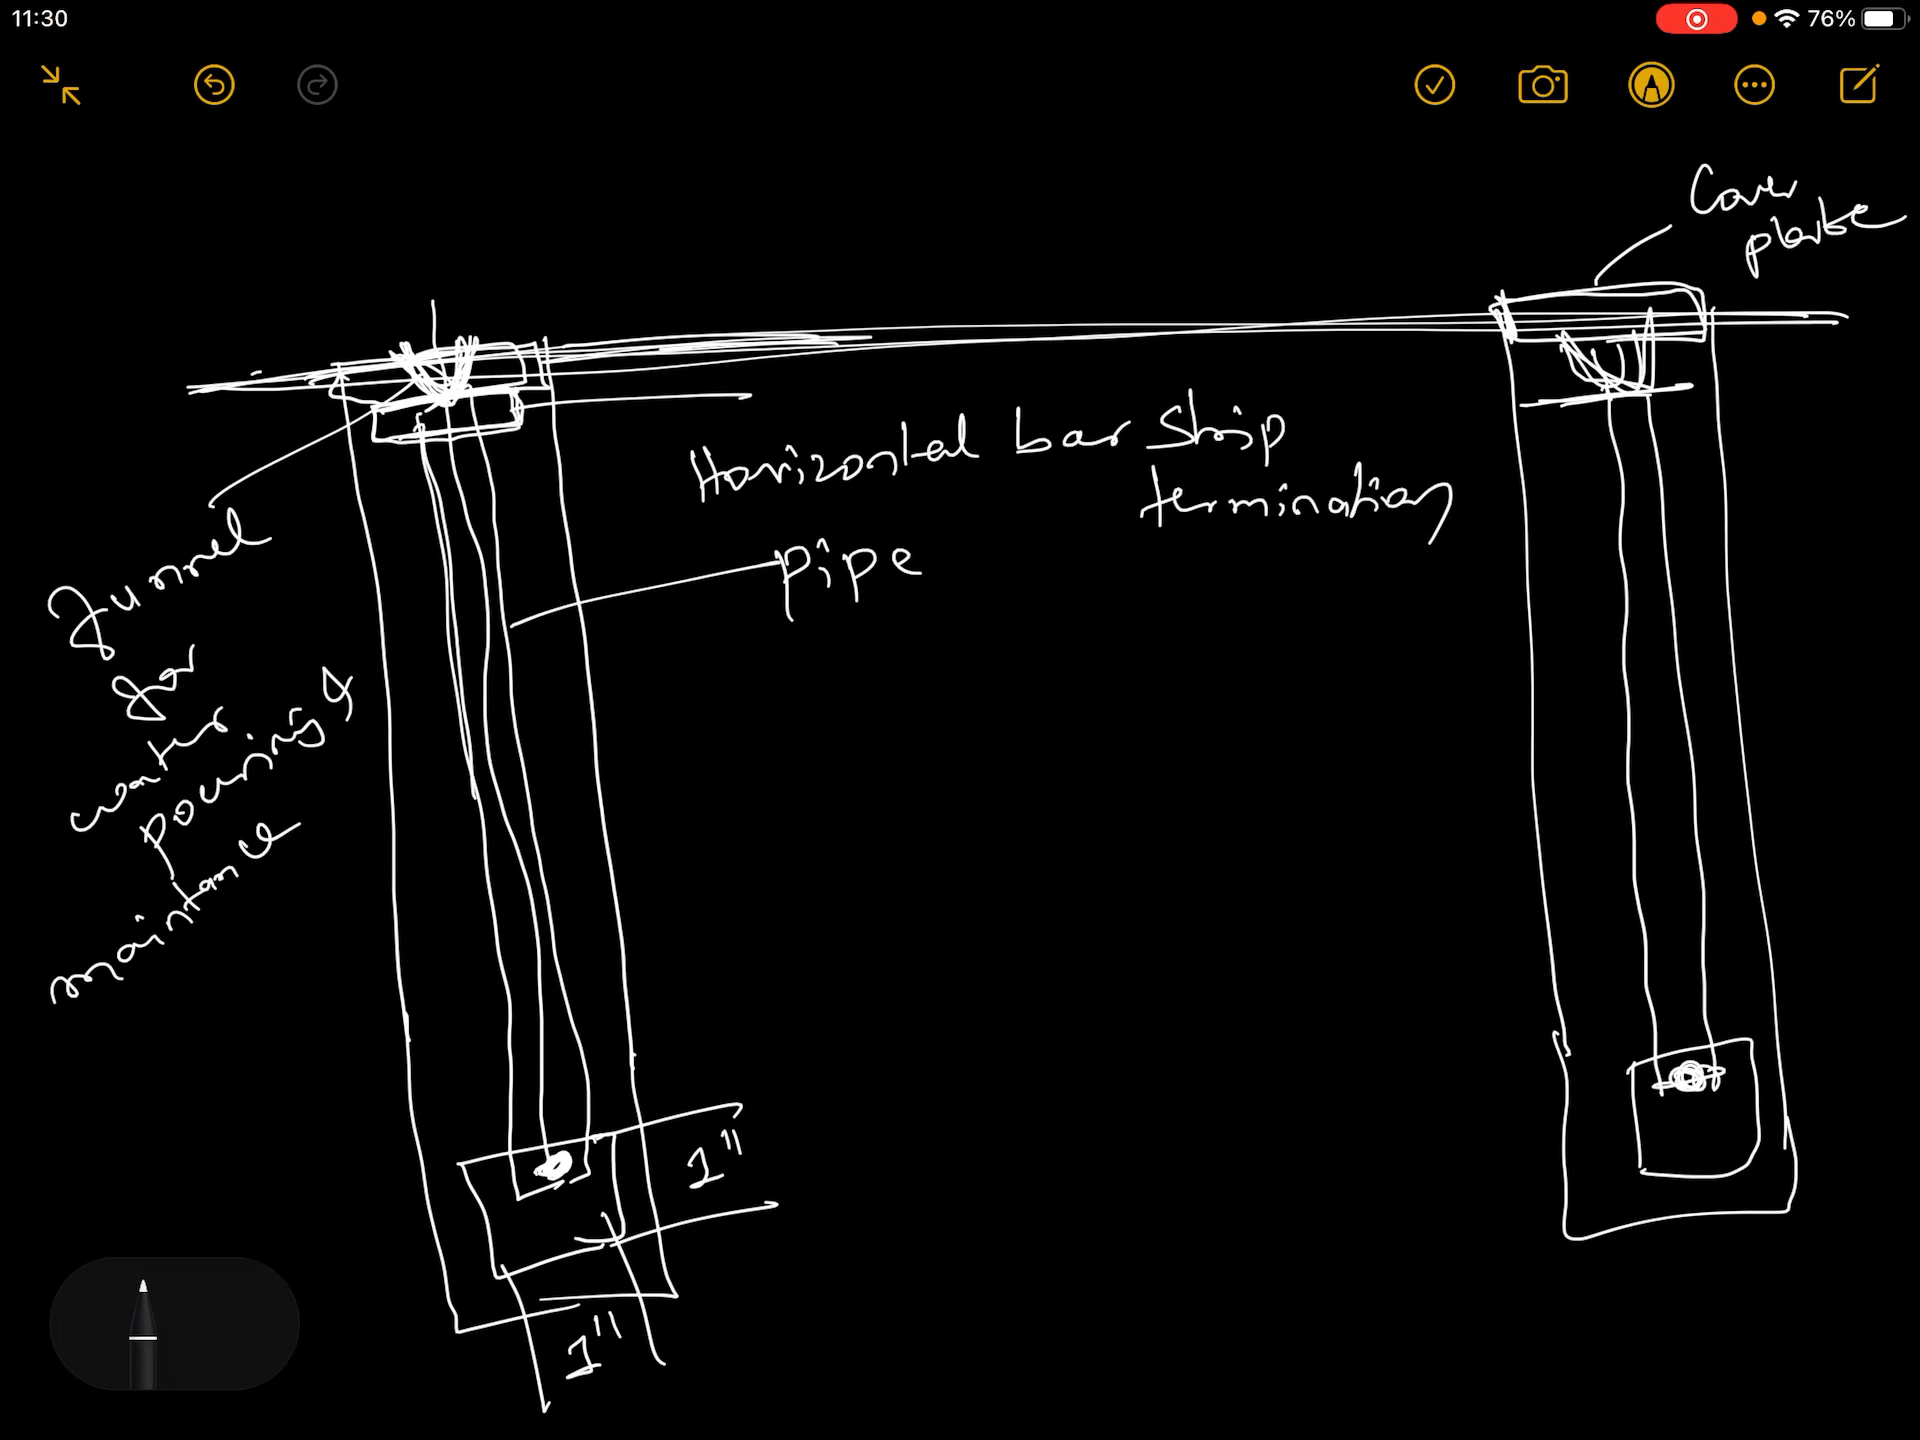 11:30
76%
Cover
plate
Horizontal bar Strip
termination
pipe
funnel
for
water
pouring &
maintance
1"
1"